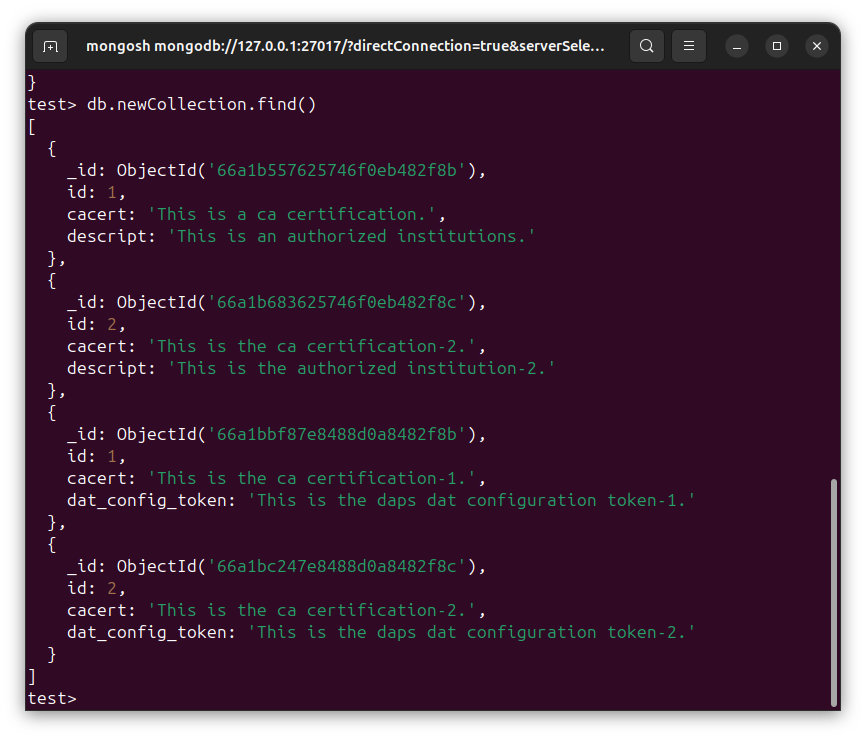 mongosh mongodb://127.0.0.1:27017/?directConnection=true&serverSele...
}
test> db.newCollection.find()
[
  {
    _id: ObjectId('66a1b557625746f0eb482f8b'),
    id: 1,
    cacert: 'This is a ca certification.',
    descript: 'This is an authorized institutions.'
  },
  {
    _id: ObjectId('66a1b683625746f0eb482f8c'),
    id: 2,
    cacert: 'This is the ca certification-2.',
    descript: 'This is the authorized institution-2.'
  },
  {
    _id: ObjectId('66a1bbf87e8488d0a8482f8b'),
    id: 1,
    cacert: 'This is the ca certification-1.',
    dat_config_token: 'This is the daps dat configuration token-1.'
  },
  {
    _id: ObjectId('66a1bc247e8488d0a8482f8c'),
    id: 2,
    cacert: 'This is the ca certification-2.',
    dat_config_token: 'This is the daps dat configuration token-2.'
  }
]
test>